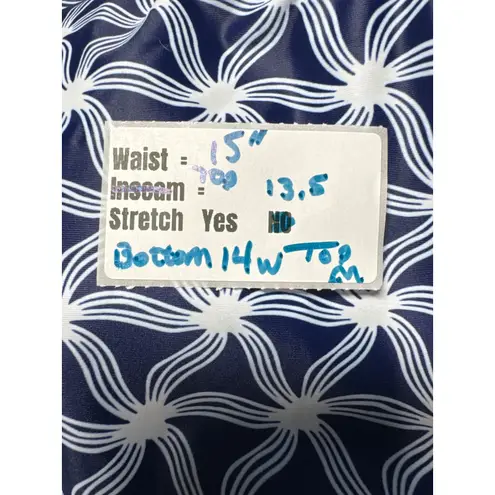 Waist = 15"
Inseam = Top 13.5
Stretch Yes NO
Bottom 14W Top M